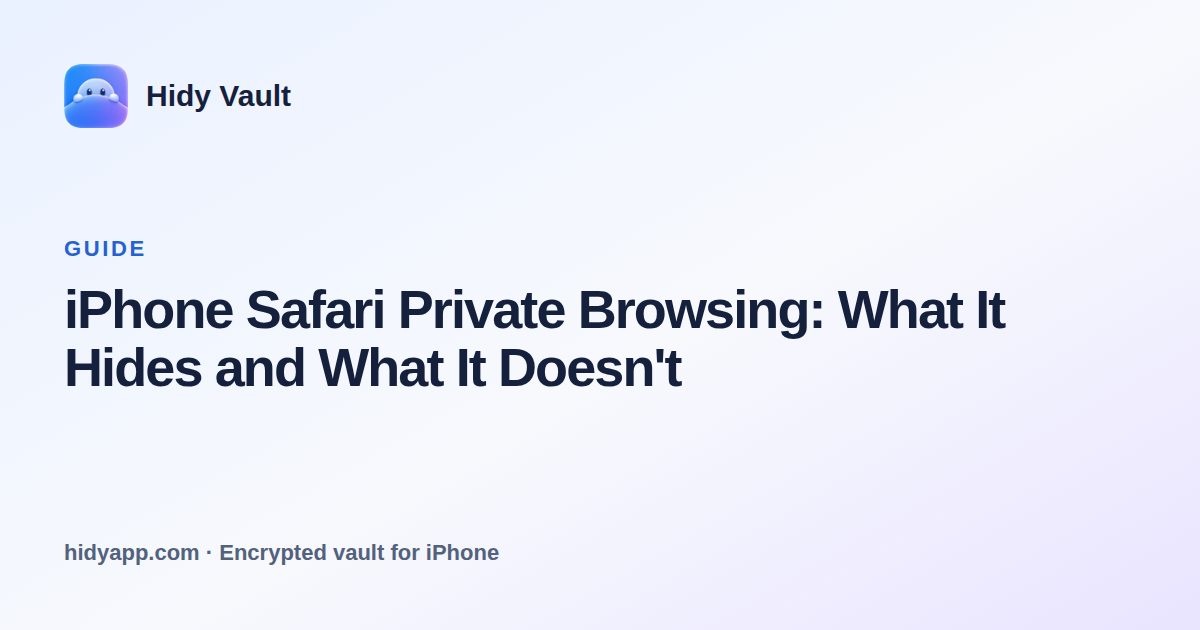 Hidy Vault
GUIDE
iPhone Safari Private Browsing: What It
Hides and What It Doesn't
hidyapp.com · Encrypted vault for iPhone